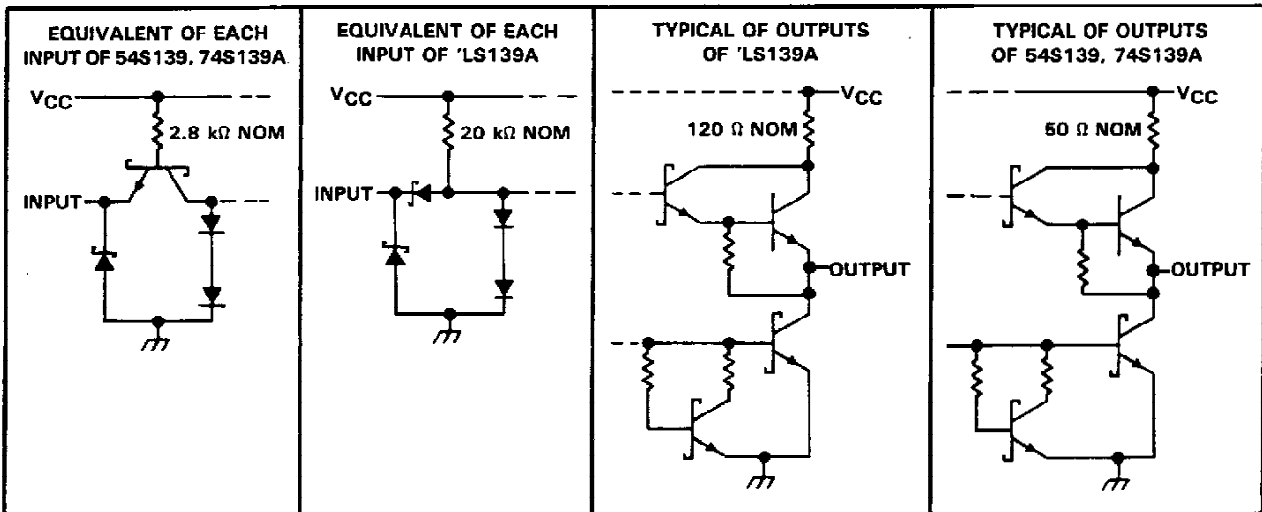 EQUIVALENT OF EACH
INPUT OF 54S139, 74S139A
VCC
2.8 kΩ NOM
INPUT
EQUIVALENT OF EACH
INPUT OF 'LS139A
VCC
20 kΩ NOM
INPUT
TYPICAL OF OUTPUTS
OF 'LS139A
VCC
120 Ω NOM
OUTPUT
TYPICAL OF OUTPUTS
OF 54S139, 74S139A
VCC
50 Ω NOM
OUTPUT